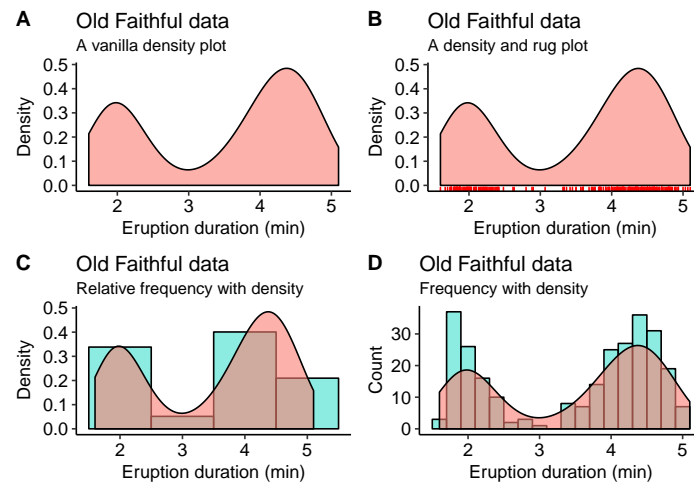 A
Old Faithful data
A vanilla density plot
Density
0.5
0.4
0.3
0.2
0.1
0.0
2 3 4 5
Eruption duration (min)
B
Old Faithful data
A density and rug plot
Density
0.5
0.4
0.3
0.2
0.1
0.0
2 3 4 5
Eruption duration (min)
C
Old Faithful data
Relative frequency with density
Density
0.5
0.4
0.3
0.2
0.1
0.0
2 3 4 5
Eruption duration (min)
D
Old Faithful data
Frequency with density
Count
30
20
10
0
2 3 4 5
Eruption duration (min)